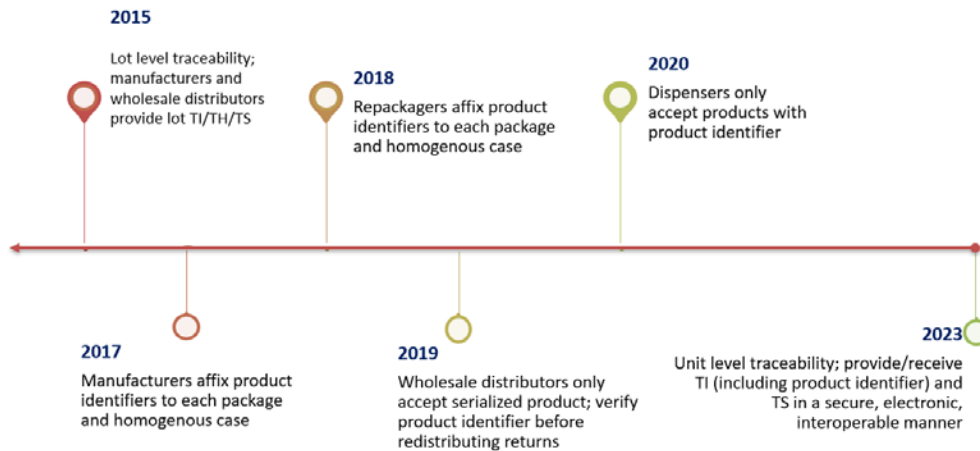 2015
Lot level traceability;
manufacturers and
wholesale distributors
provide lot TI/TH/TS
2018
Repackagers affix product
identifiers to each package
and homogenous case
2020
Dispensers only
accept products with
product identifier
2017
Manufacturers affix product
identifiers to each package
and homogenous case
2019
Wholesale distributors only
accept serialized product; verify
product identifier before
redistributing returns
2023
Unit level traceability; provide/receive
TI (including product identifier) and
TS in a secure, electronic,
interoperable manner